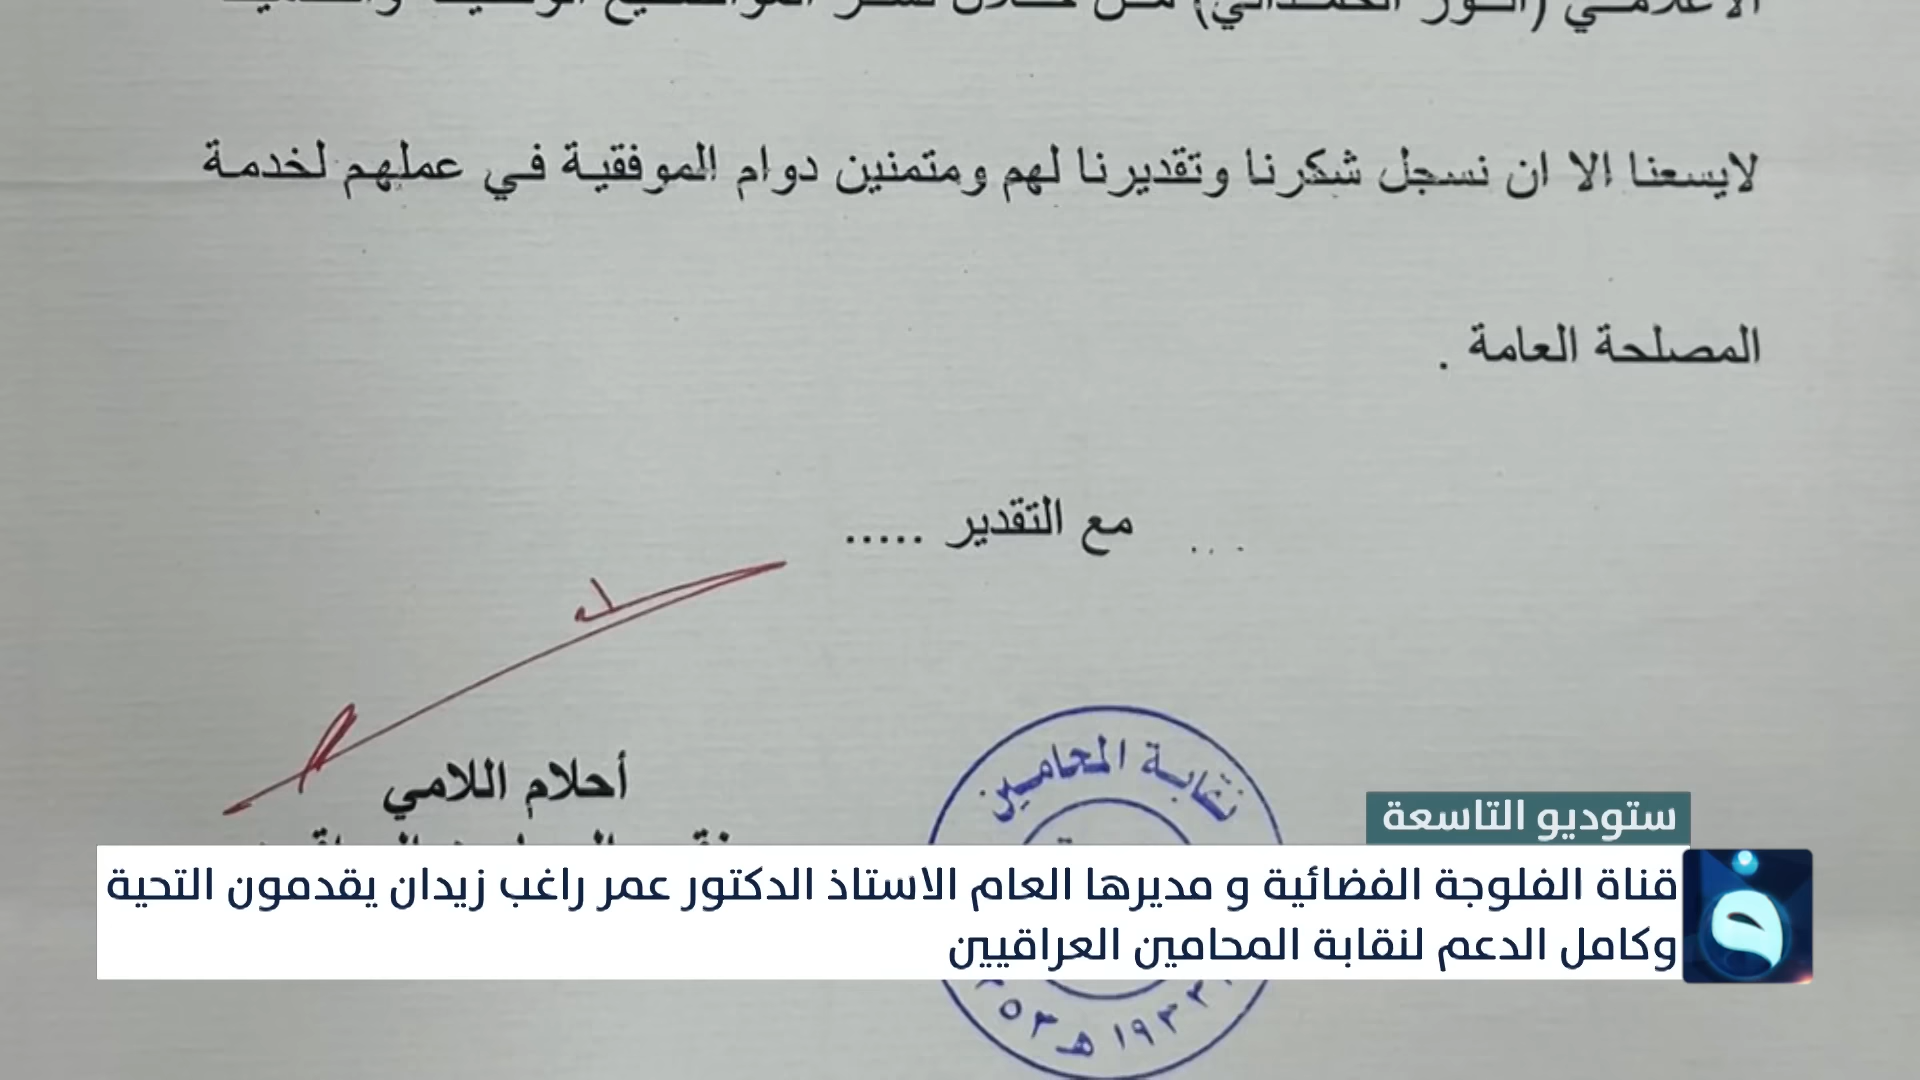 لايسعنا الا ان نسجل شكرنا وتقديرنا لهم ومتمنين دوام الموفقية في عملهم لخدمة
المصلحة العامة .
مع التقدير .....
أحلام اللامي
نقابة المحامين
ستوديو التاسعة
قناة الفلوجة الفضائية و مديرها العام الاستاذ الدكتور عمر راغب زيدان يقدمون التحية
وكامل الدعم لنقابة المحامين العراقيين